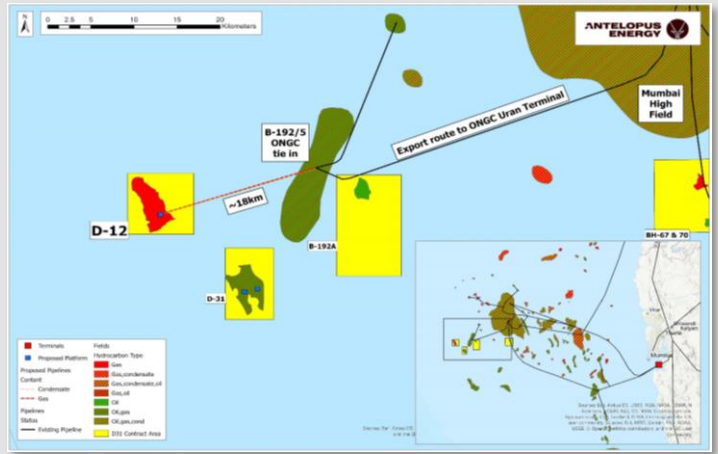 N
0 2.5 5 10 15 20
Kilometers
ANTELOPUS
ENERGY
Mumbai
High
Field
B-192/5
ONGC
tie in
Export route to ONGC Uran Terminal
~18km
D-12
B-192A
BH-67 & 70
D-31
Terminals
Proposed Platform
Proposed Pipelines
Content
Condensate
Gas
Pipelines
Status
Existing Pipeline
Fields
Hydrocarbon Type
Gas
Gas,condensate
Gas,condensate,oil
Gas,oil
Oil
Oil,gas
Oil,gas,cond
D31 Contract Area
Mumbai
Thane
Kalyan